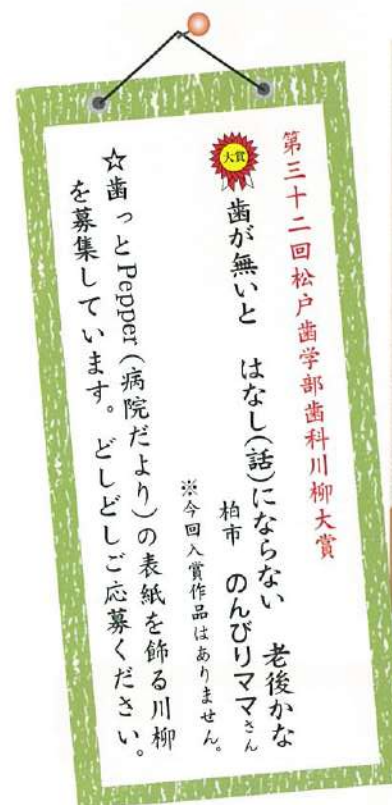 第三十二回松戸歯学部歯科川柳大賞
大賞
歯が無いと　はなし(話)にならない　老後かな
柏市　のんびりママさん
※今回入賞作品はありません。
☆歯っとPepper(病院だより)の表紙を飾る川柳
を募集しています。どしどしご応募ください。